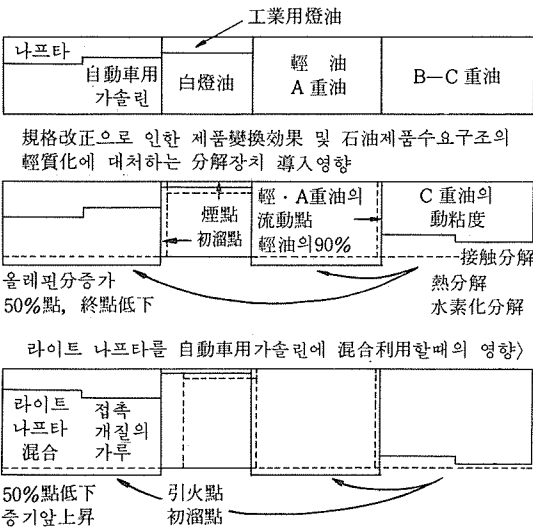 工業用燈油
나프타
自動車用
가솔린
白燈油
輕 油
A 重油
B—C 重油
規格改正으로 인한 제품變換効果 및 石油제품수요구조의
輕質化에 대처하는 分解장치 導入영향
煙點
初溜點
輕·A重油의
流動點
輕油의90%
C 重油의
動粘度
接触分解
熱分解
水素化分解
올레핀분증가
50%點, 終點低下
라이트 나프타를 自動車用가솔린에 混合利用할때의 영향〉
라이트
나프타
混合
접촉
개질의
가루
50%點低下
증기앞上昇
引火點
初溜點